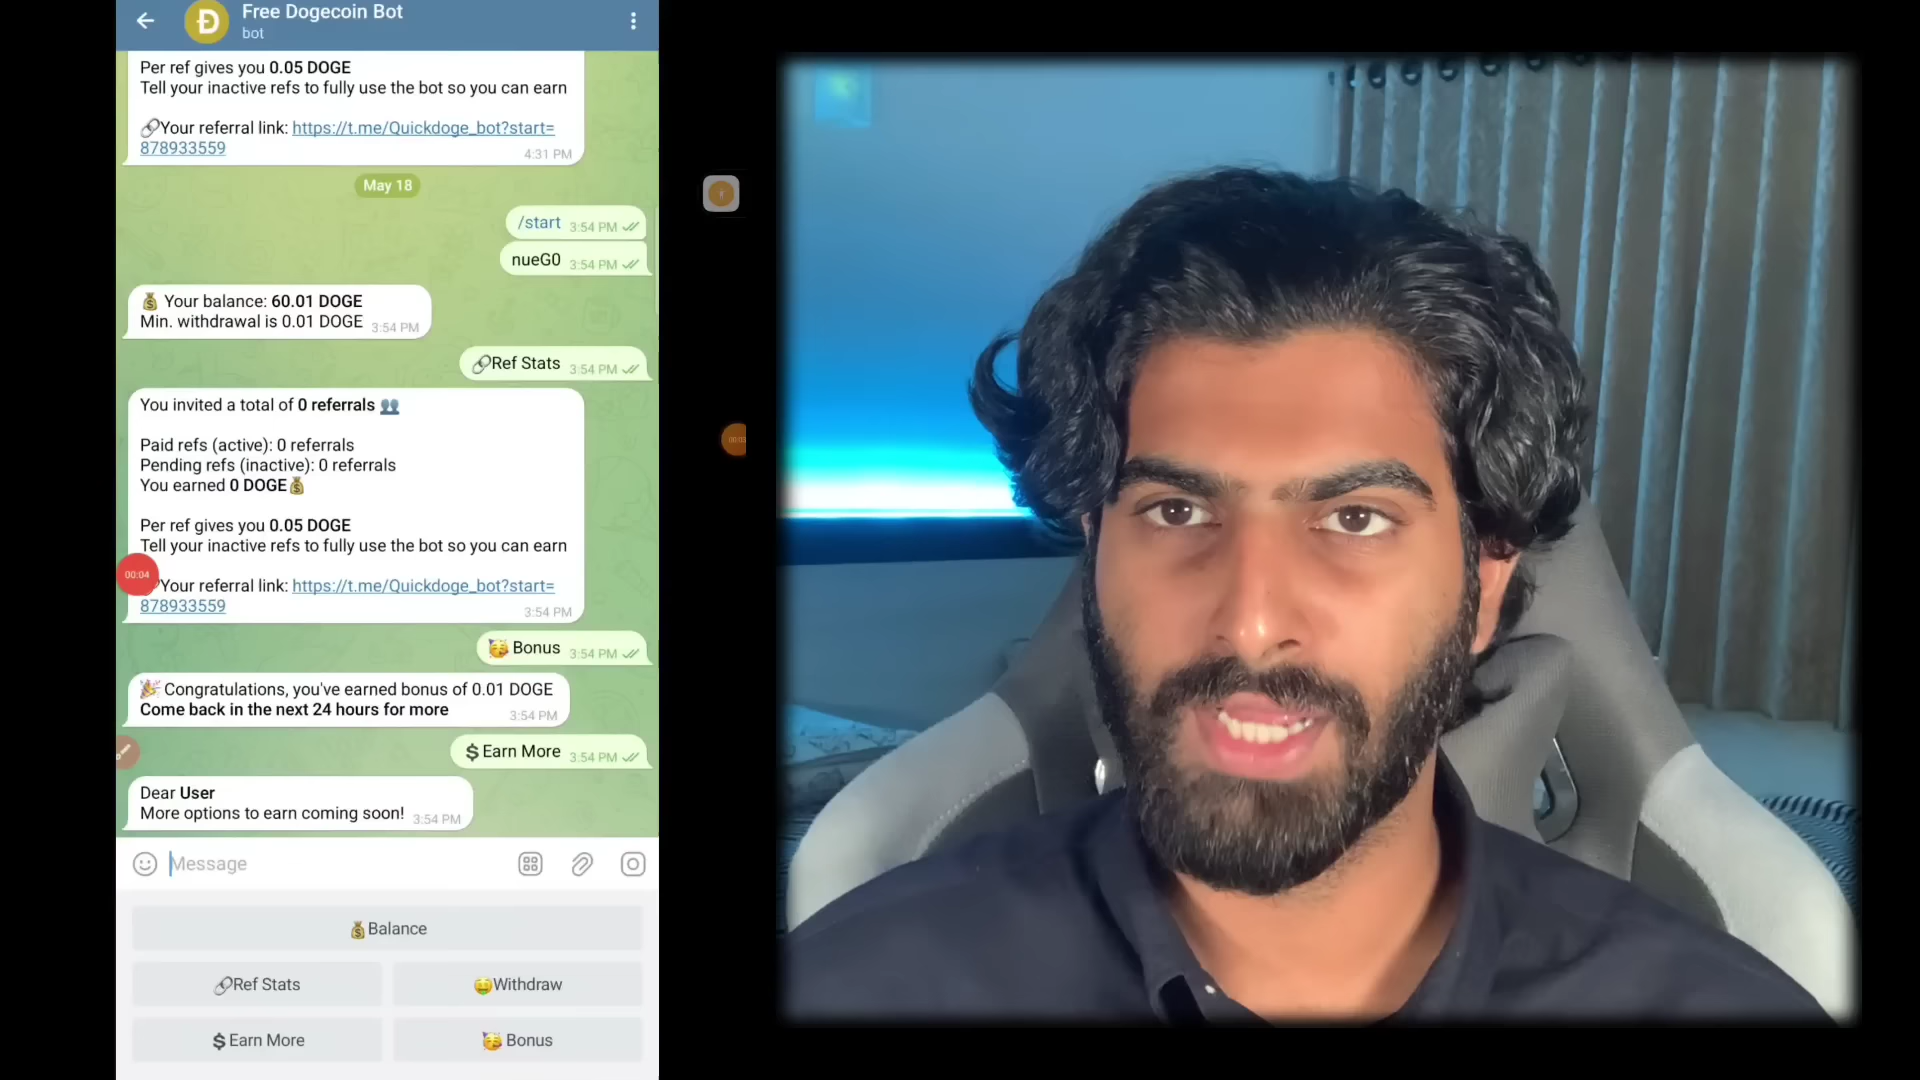 Free Dogecoin Bot
bot
Per ref gives you 0.05 DOGE
Tell your inactive refs to fully use the bot so you can earn
🔗Your referral link: https://t.me/Quickdoge_bot?start=
878933559
4:31 PM
May 18
/start 3:54 PM
nueG0 3:54 PM
💰 Your balance: 60.01 DOGE
Min. withdrawal is 0.01 DOGE 3:54 PM
🔗Ref Stats 3:54 PM
You invited a total of 0 referrals 👥
Paid refs (active): 0 referrals
Pending refs (inactive): 0 referrals
You earned 0 DOGE💰
Per ref gives you 0.05 DOGE
Tell your inactive refs to fully use the bot so you can earn
00:04
Your referral link: https://t.me/Quickdoge_bot?start=
878933559
3:54 PM
🥳 Bonus 3:54 PM
🎉 Congratulations, you've earned bonus of 0.01 DOGE
Come back in the next 24 hours for more 3:54 PM
$ Earn More 3:54 PM
Dear User
More options to earn coming soon! 3:54 PM
Message
💰Balance
🔗Ref Stats
🤑Withdraw
$ Earn More
🥳 Bonus